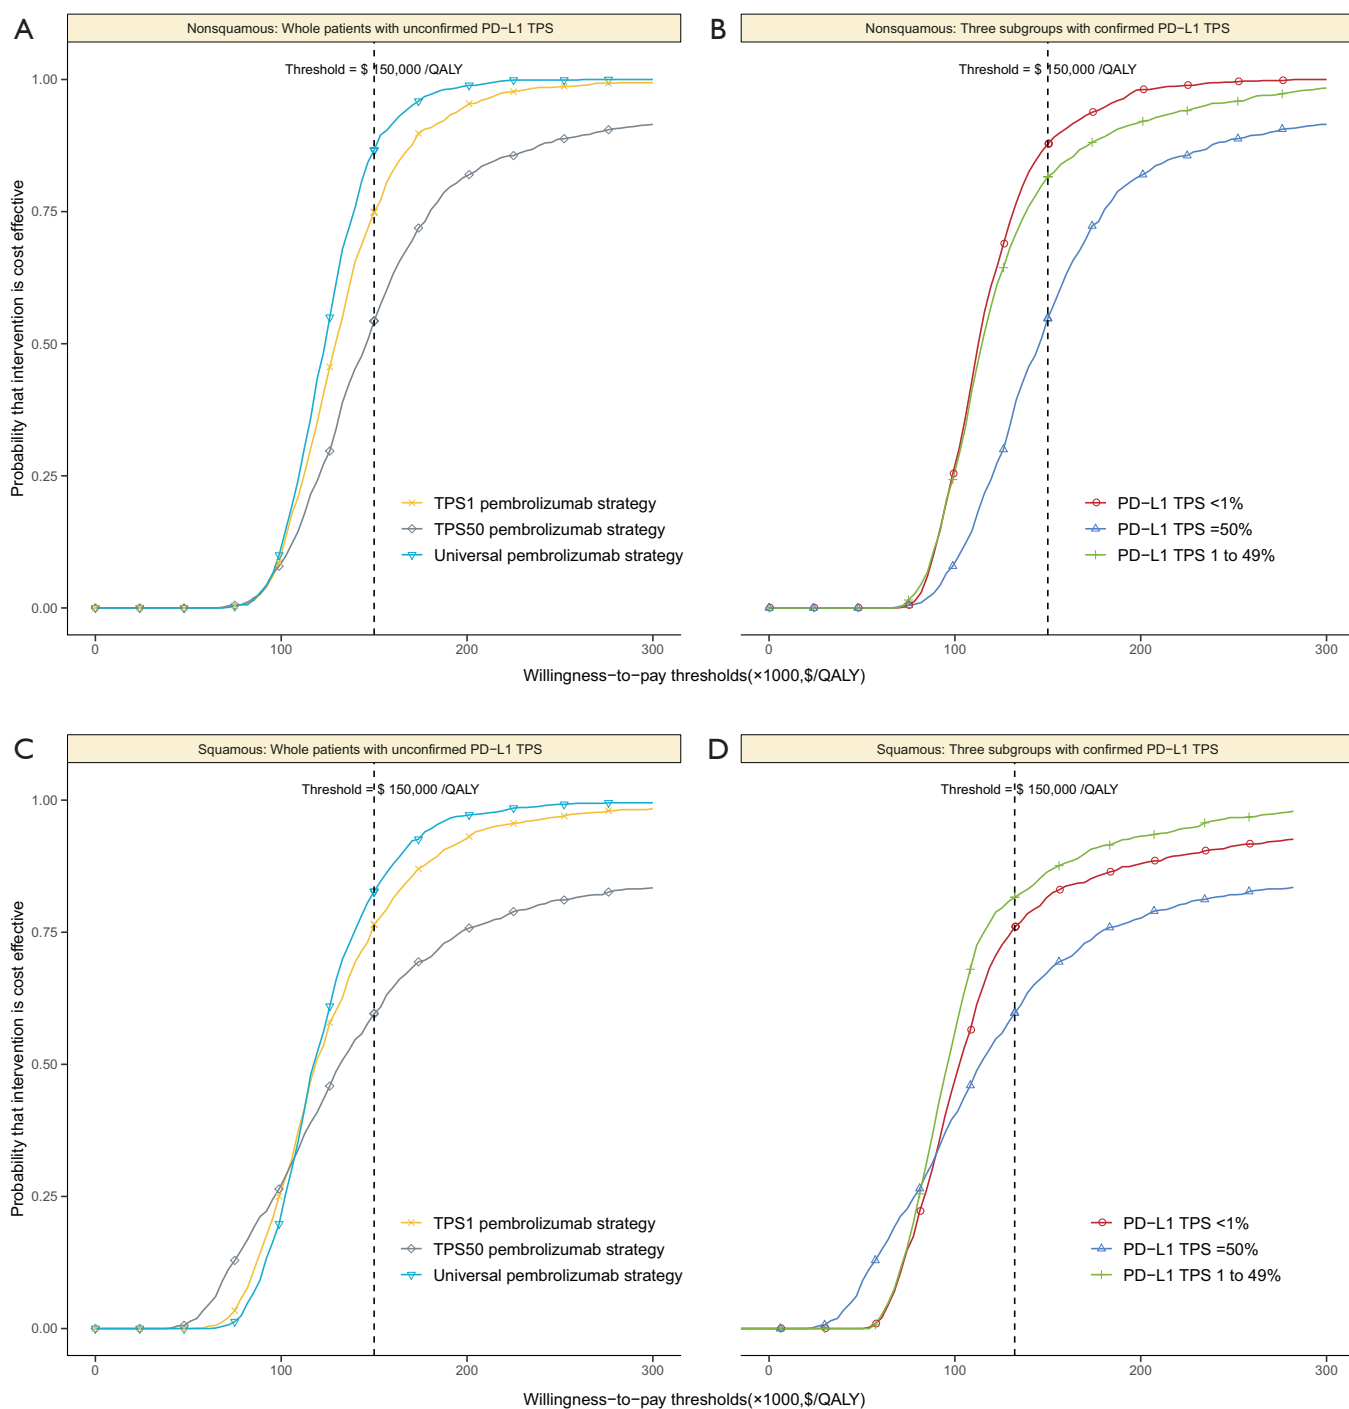 A
Nonsquamous: Whole patients with unconfirmed PD−L1 TPS
Threshold = $ 150,000 /QALY
1.00
0.75
0.50
0.25
0.00
0
100
200
300
TPS1 pembrolizumab strategy
TPS50 pembrolizumab strategy
Universal pembrolizumab strategy
B
Nonsquamous: Three subgroups with confirmed PD−L1 TPS
Threshold = $ 150,000 /QALY
PD−L1 TPS <1%
PD−L1 TPS =50%
PD−L1 TPS 1 to 49%
0
100
200
300
Probability that intervention is cost effective
Willingness−to−pay thresholds(×1000,$/QALY)
C
Squamous: Whole patients with unconfirmed PD−L1 TPS
Threshold = $ 150,000 /QALY
1.00
0.75
0.50
0.25
0.00
0
100
200
300
TPS1 pembrolizumab strategy
TPS50 pembrolizumab strategy
Universal pembrolizumab strategy
D
Squamous: Three subgroups with confirmed PD−L1 TPS
Threshold = $ 150,000 /QALY
PD−L1 TPS <1%
PD−L1 TPS =50%
PD−L1 TPS 1 to 49%
0
100
200
300
Probability that intervention is cost effective
Willingness−to−pay thresholds(×1000,$/QALY)